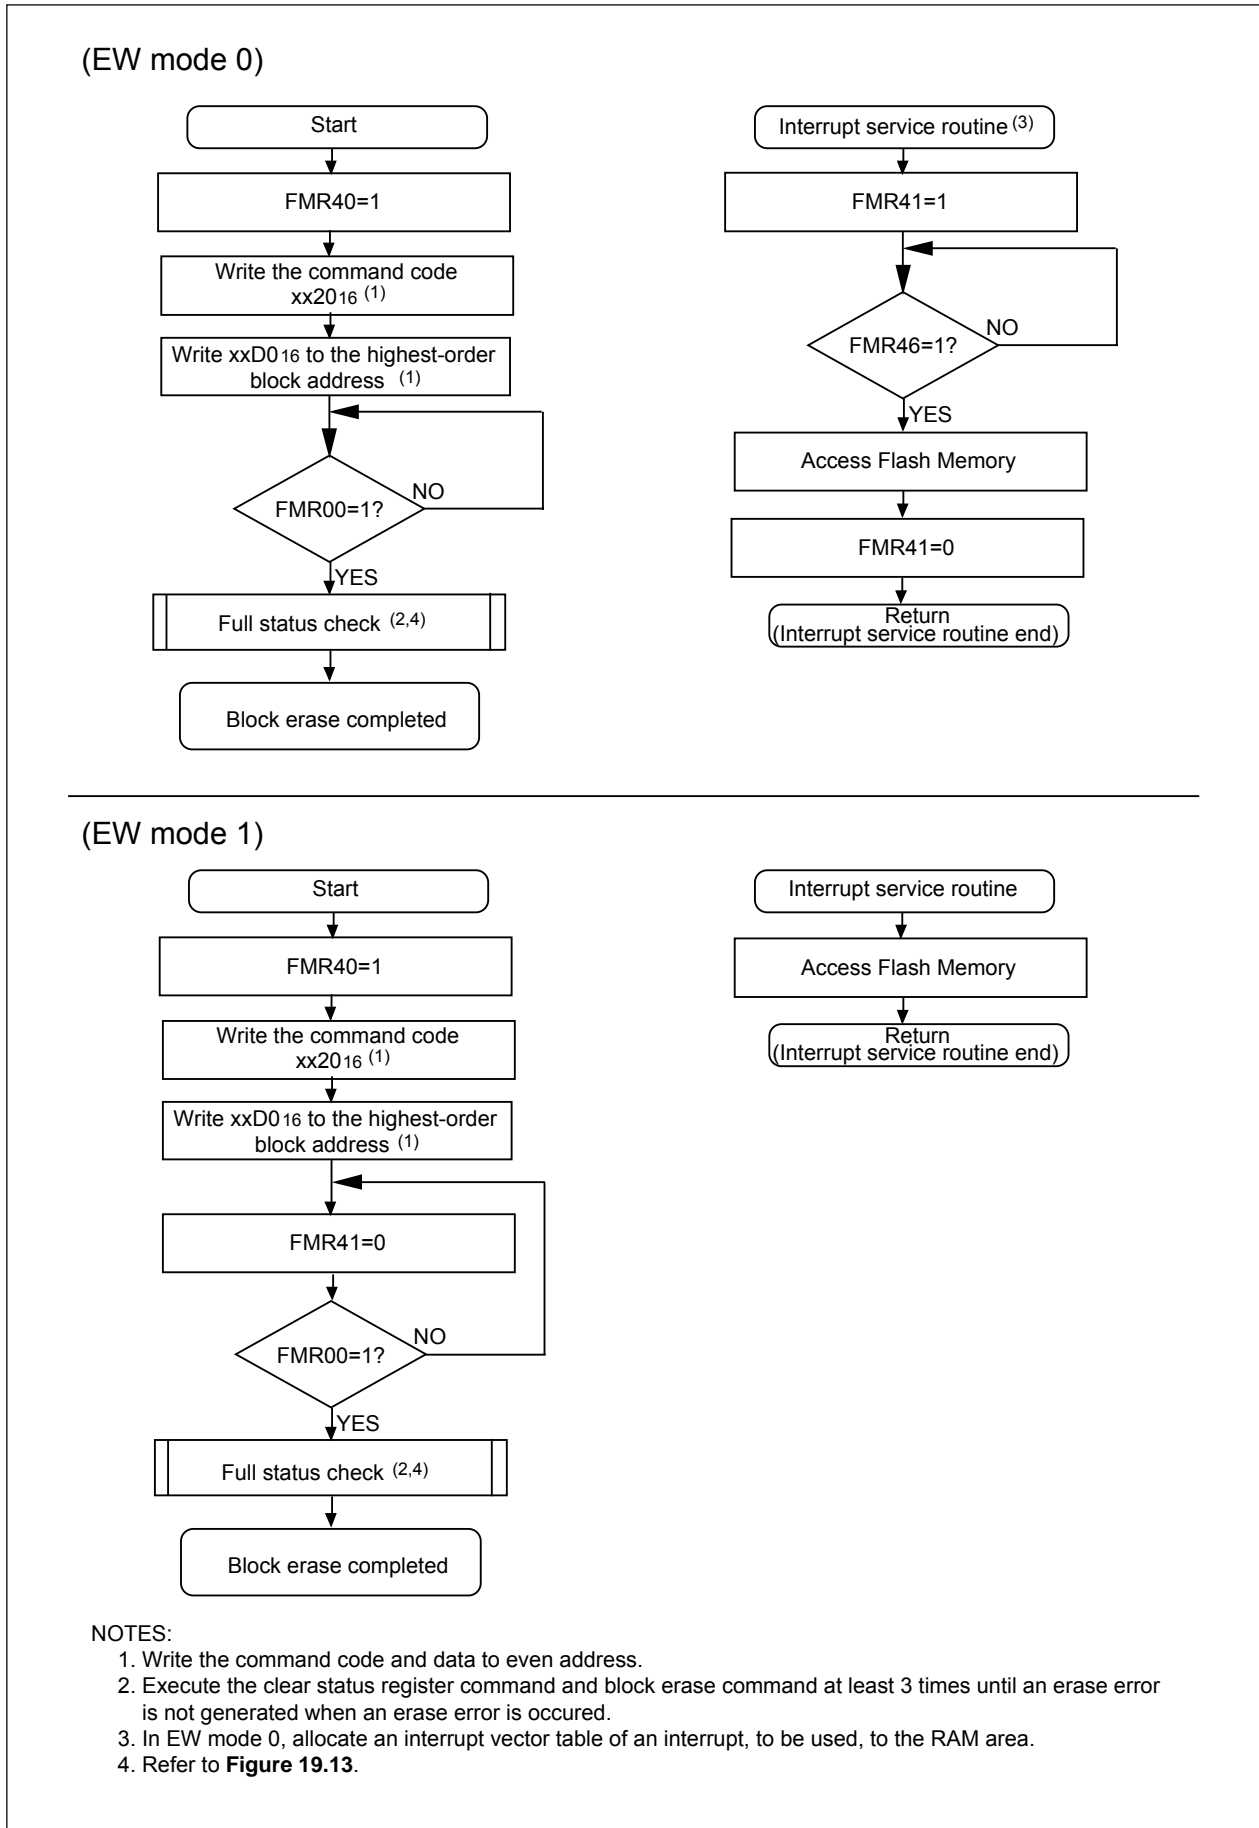 (EW mode 0)
Start
FMR40=1
Write the command code
xx2016 (1)
Write xxD016 to the highest-order
block address (1)
FMR00=1?
NO
YES
Full status check (2,4)
Block erase completed
Interrupt service routine (3)
FMR41=1
FMR46=1?
NO
YES
Access Flash Memory
FMR41=0
Return
(Interrupt service routine end)
(EW mode 1)
Start
FMR40=1
Write the command code
xx2016 (1)
Write xxD016 to the highest-order
block address (1)
FMR41=0
FMR00=1?
NO
YES
Full status check (2,4)
Block erase completed
Interrupt service routine
Access Flash Memory
Return
(Interrupt service routine end)
NOTES:
1. Write the command code and data to even address.
2. Execute the clear status register command and block erase command at least 3 times until an erase error
is not generated when an erase error is occured.
3. In EW mode 0, allocate an interrupt vector table of an interrupt, to be used, to the RAM area.
4. Refer to Figure 19.13.